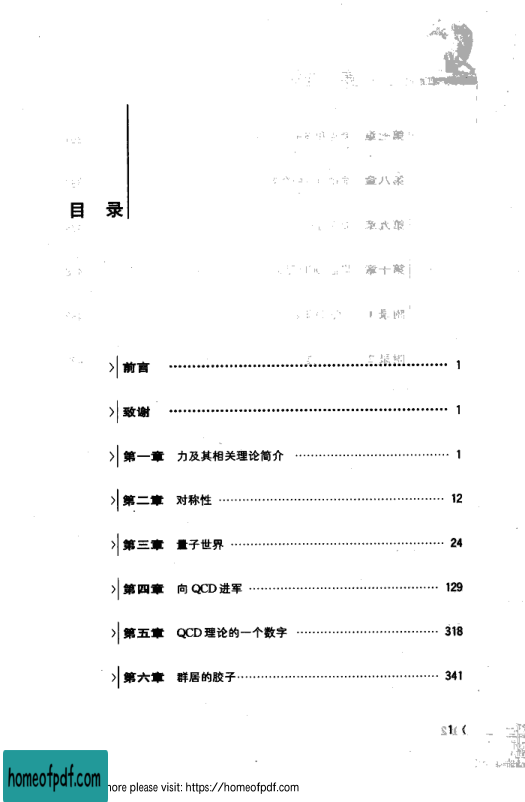 目 录
前言 1
致谢 1
第一章 力及其相关理论简介 1
第二章 对称性 12
第三章 量子世界 24
第四章 向 QCD 进军 129
第五章 QCD 理论的一个数字 318
第六章 群居的胶子 341
1
homeofpdf.com
more please visit: https://homeofpdf.com